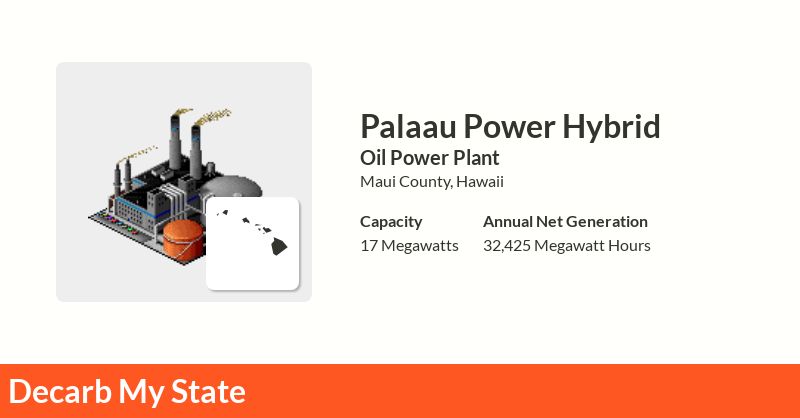 Palaau Power Hybrid
Oil Power Plant
Maui County, Hawaii
Capacity
17 Megawatts
Annual Net Generation
32,425 Megawatt Hours
Decarb My State